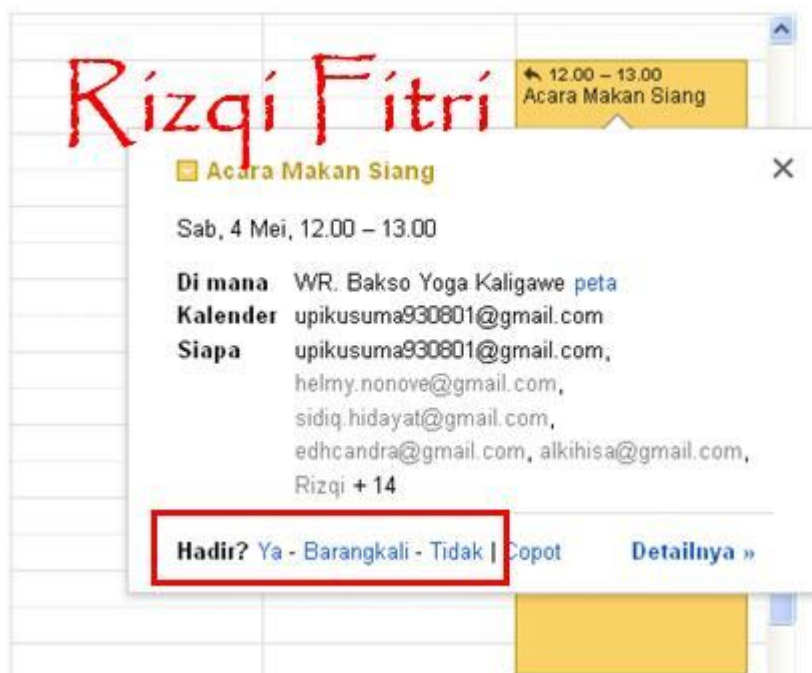 Rizqi Fitri
12.00 – 13.00
Acara Makan Siang
Acara Makan Siang
Sab, 4 Mei, 12.00 – 13.00
Di mana WR. Bakso Yoga Kaligawe peta
Kalender upikusuma930801@gmail.com
Siapa upikusuma930801@gmail.com,
helmy.nonove@gmail.com,
sidiq.hidayat@gmail.com,
edhcandra@gmail.com, alkihisa@gmail.com,
Rizqi + 14
Hadir? Ya - Barangkali - Tidak | Copot Detailnya »